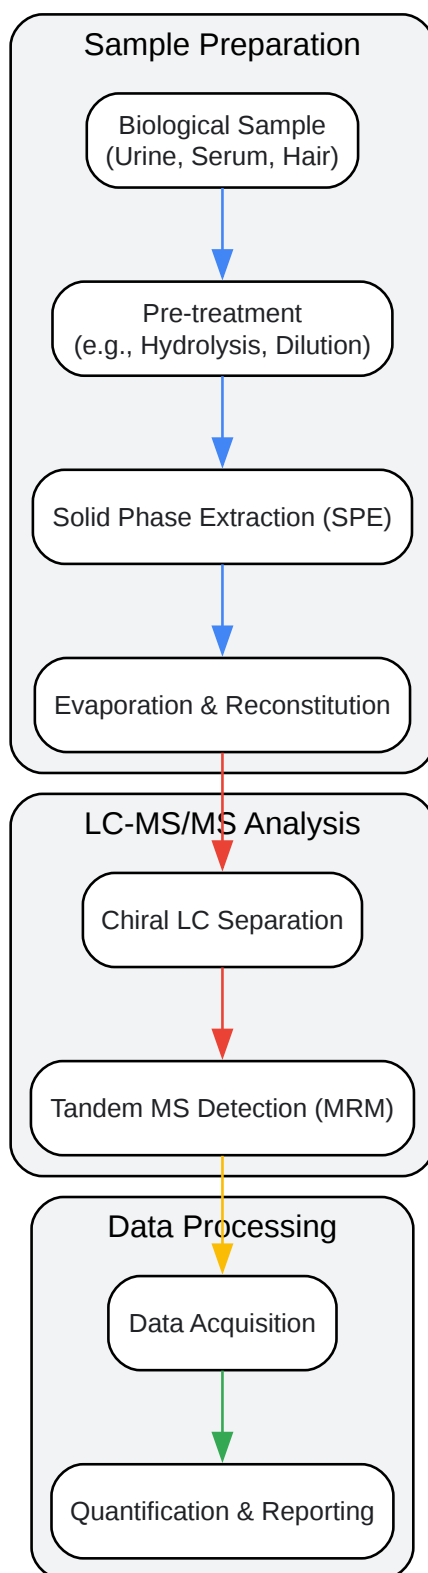 Sample Preparation
Biological Sample
(Urine, Serum, Hair)
Pre-treatment
(e.g., Hydrolysis, Dilution)
Solid Phase Extraction (SPE)
Evaporation & Reconstitution
LC-MS/MS Analysis
Chiral LC Separation
Tandem MS Detection (MRM)
Data Processing
Data Acquisition
Quantification & Reporting